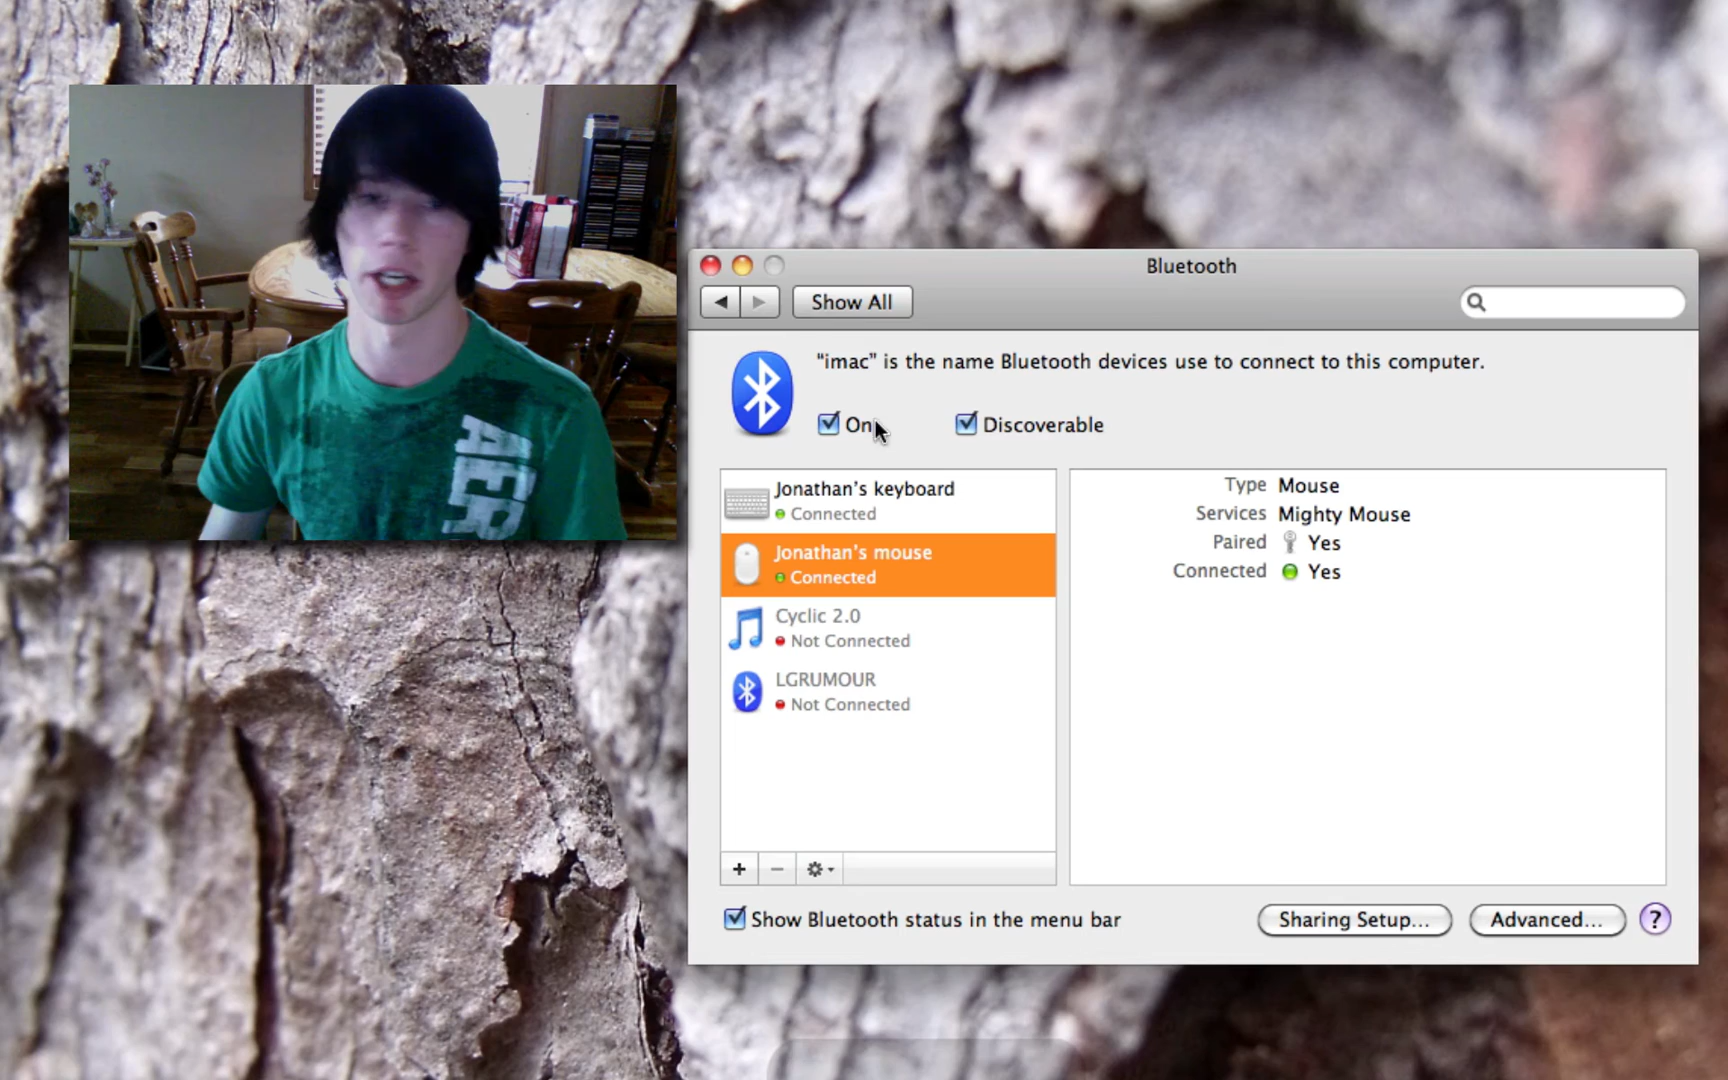 AER
Bluetooth
Show All
“imac” is the name Bluetooth devices use to connect to this computer.
On
Discoverable
Jonathan’s keyboard
Connected
Jonathan’s mouse
Connected
Cyclic 2.0
Not Connected
LGRUMOUR
Not Connected
Type Mouse
Services Mighty Mouse
Paired Yes
Connected Yes
Show Bluetooth status in the menu bar
Sharing Setup...
Advanced...
?